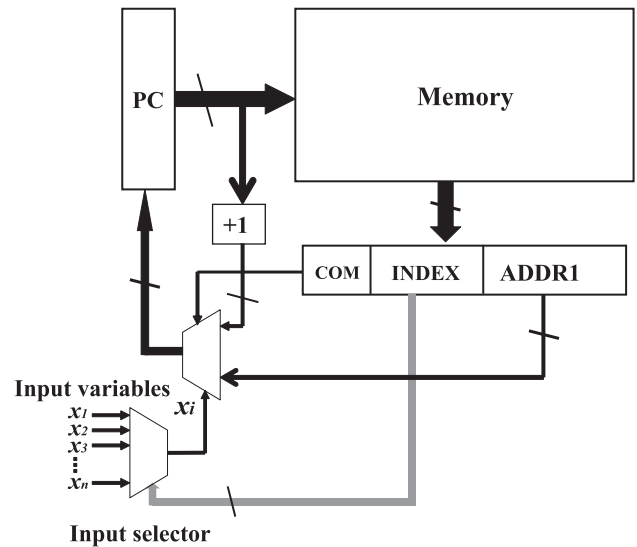 PC
Memory
+1
COM INDEX ADDR1
Input variables
xi
x1
x2
x3
xn
Input selector